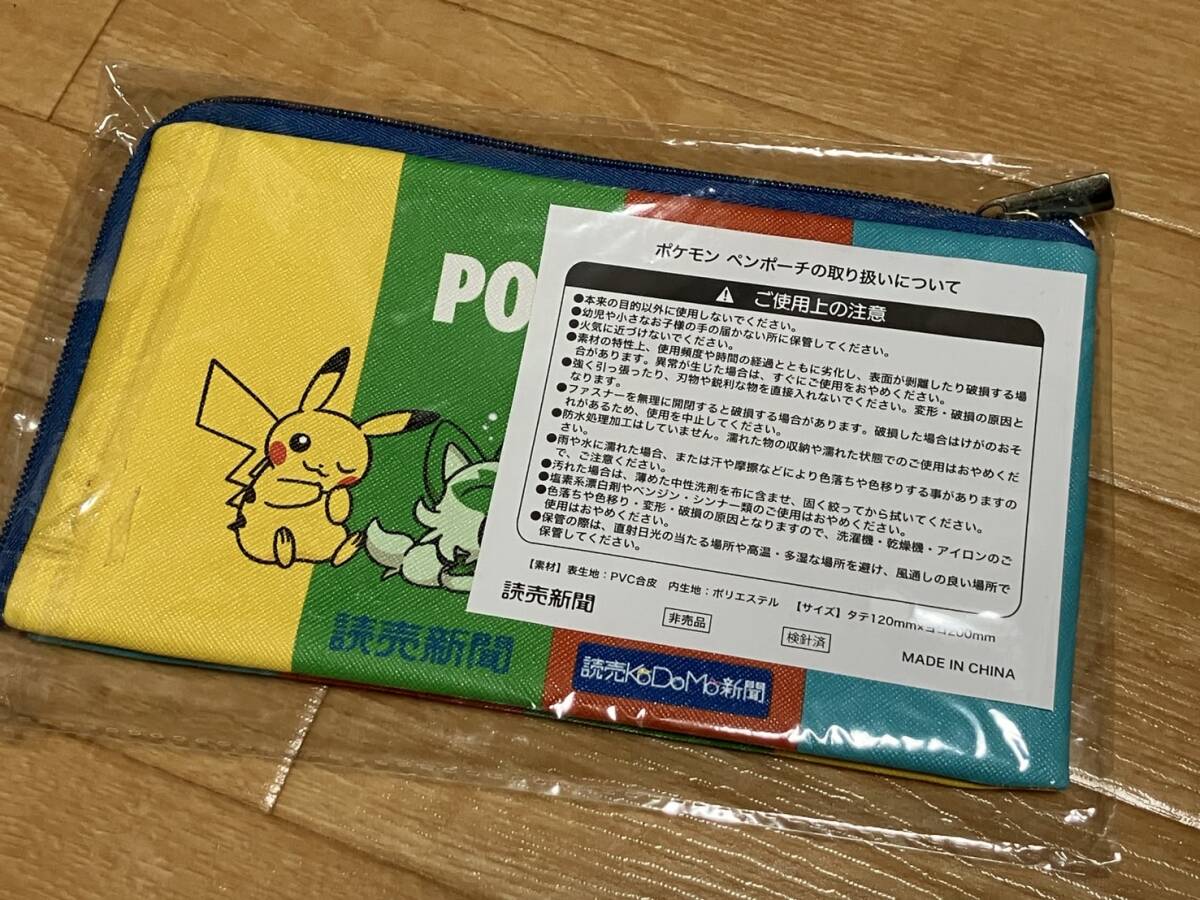 PO
ポケモン ペンポーチの取り扱いについて
ご使用上の注意
●本来の目的以外に使用しないでください。
●幼児や小さなお子様の手の届かない所に保管してください。
●火気に近づけないでください。
●素材の特性上、使用頻度や時間の経過とともに劣化し、表面が剥離したり破損する場
合があります。異常が生じた場合は、すぐにご使用をおやめください。
●強く引っ張ったり、刃物や鋭利な物を直接入れないでください。変形・破損の原因と
なります。
●ファスナーを無理に開閉すると破損する場合があります。破損した場合はけがのおそ
れがあるため、使用を中止してください。
●防水処理加工はしていません。濡れた物の収納や濡れた状態でのご使用はおやめくだ
さい。
●雨や水に濡れた場合、または汗や摩擦などにより色落ちや色移りする事がありますの
で、ご注意ください。
●汚れた場合は、薄めた中性洗剤を布に含ませ、固く絞ってから拭いてください。
●塩素系漂白剤やベンジン・シンナー類のご使用はおやめください。
●色落ちや色移り・変形・破損の原因となりますので、洗濯機・乾燥機・アイロンのご
使用はおやめください。
●保管の際は、直射日光の当たる場所や高温・多湿な場所を避け、風通しの良い場所で
保管してください。
【素材】表生地：PVC合皮 内生地：ポリエステル 【サイズ】タテ120mm×ヨコ200mm
読売新聞
非売品
検針済
MADE IN CHINA
読売新聞
読売KoDoMo新聞